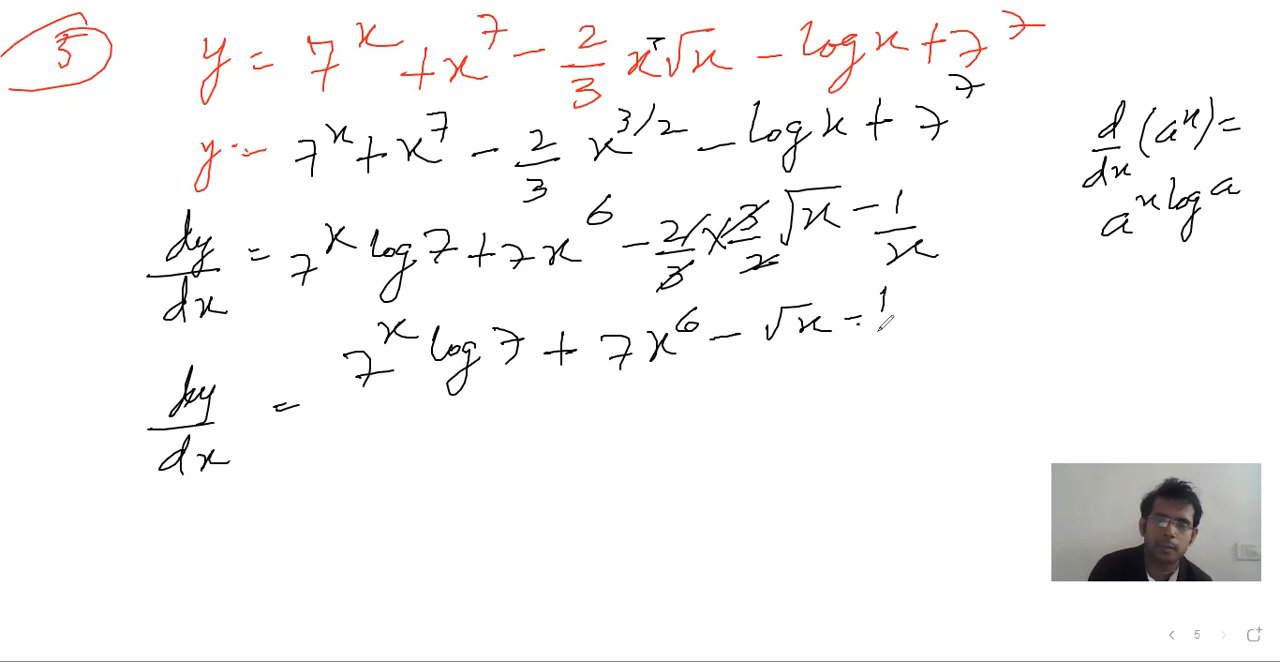 5
y = 7^x + x^7 - 2/3 x√x - log x + 7^7
y = 7^x + x^7 - 2/3 x^{3/2} - log x + 7^7
dy/dx = 7^x log 7 + 7x^6 - 2/3 × 3/2 √x - 1/x
dy/dx = 7^x log 7 + 7x^6 - √x - 1
d/dx (a^x) =
a^x log a
5